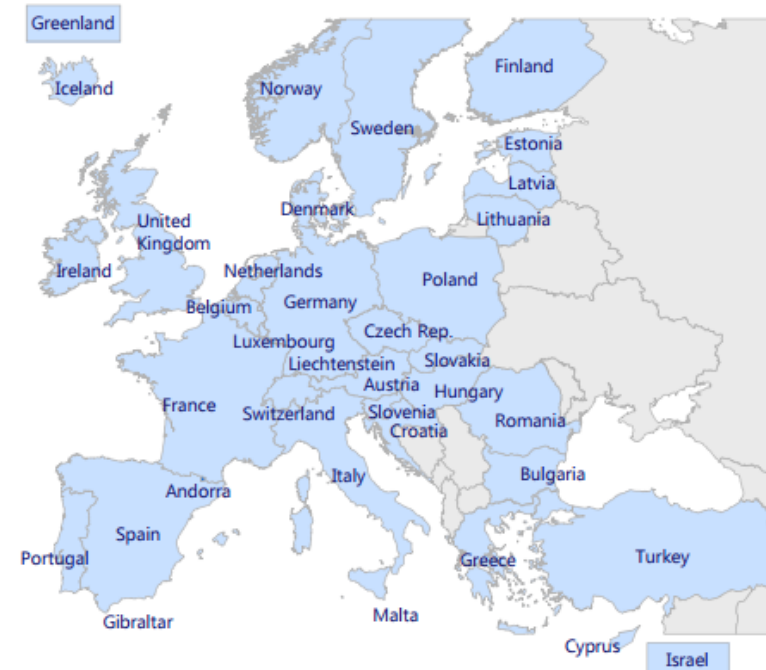 Greenland
Iceland
Norway
Finland
Sweden
Estonia
Latvia
Denmark
Lithuania
United
Kingdom
Ireland
Netherlands
Poland
Belgium
Germany
Czech Rep.
Luxembourg
Slovakia
Liechtenstein
Austria
Hungary
France
Switzerland
Slovenia
Romania
Croatia
Italy
Bulgaria
Andorra
Spain
Portugal
Greece
Turkey
Malta
Gibraltar
Cyprus
Israel